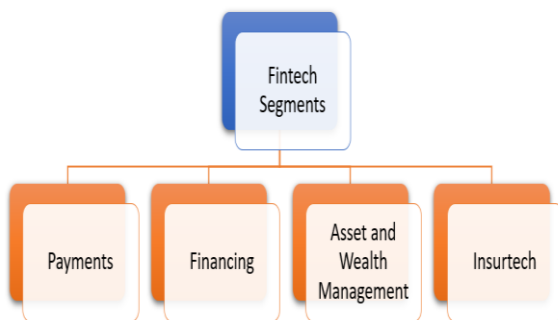 Fintech
Segments
Payments
Financing
Asset and
Wealth
Management
Insurtech